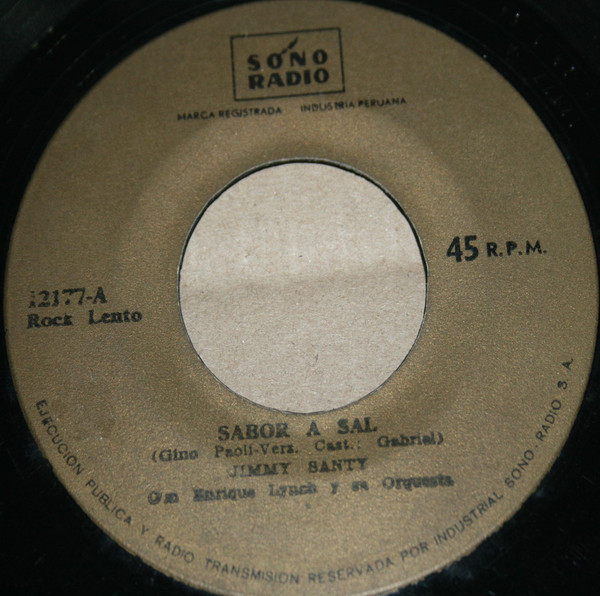 SONO
RADIO
MARCA REGISTRADA INDUSTRIA PERUANA
45 R.P.M.
12177-A
Rock Lento
SABOR A SAL
(Gino Paoli-Vers. Cast.: Gabriel)
JIMMY SANTY
Con Enrique Lynch y su Orquesta
EJECUCION PUBLICA Y RADIO TRANSMISION RESERVADA POR INDUSTRIAL SONO RADIO S.A.